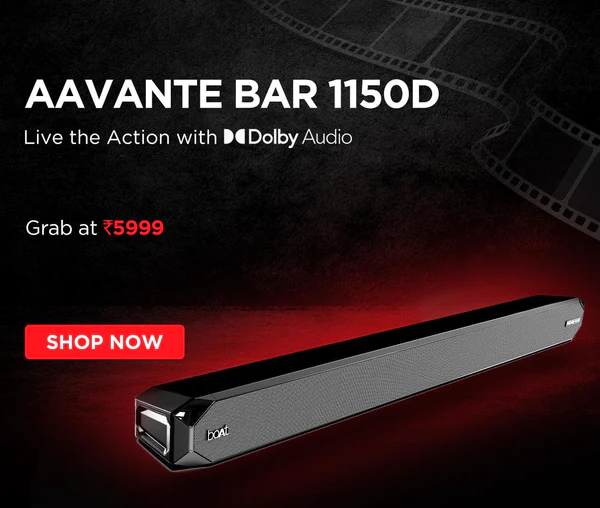 AAVANTE BAR 1150D
Live the Action with Dolby Audio
Grab at ₹5999
SHOP NOW
boAt